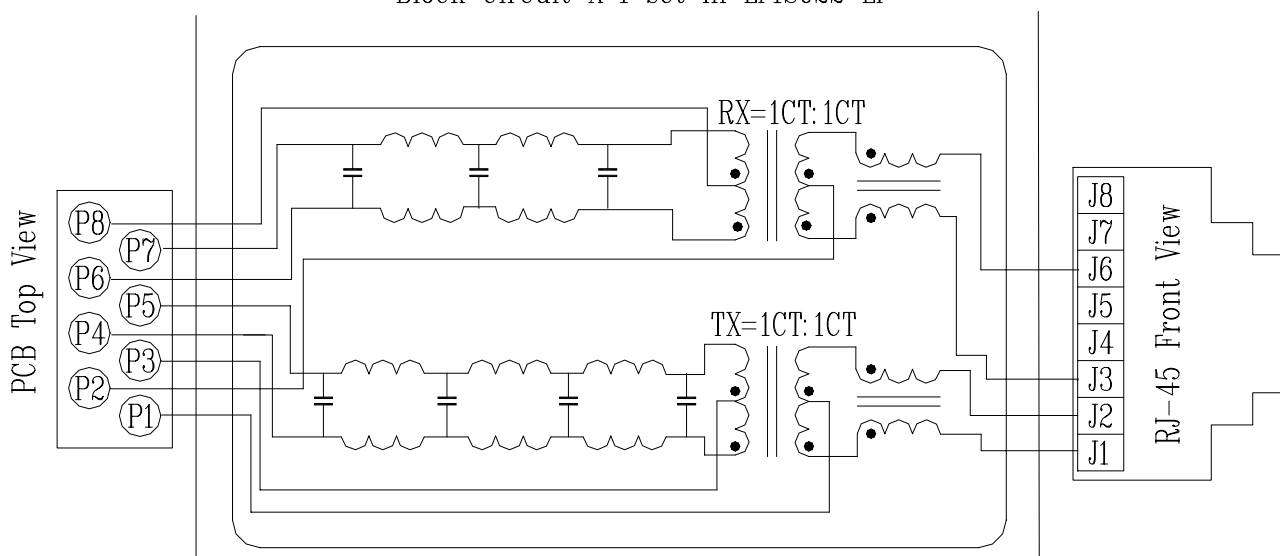 RX=1CT:1CT
PCB Top View
P8
P7
P6
P5
P4
P3
P2
P1
TX=1CT:1CT
J8
J7
J6
J5
J4
J3
J2
J1
RJ-45 Front View